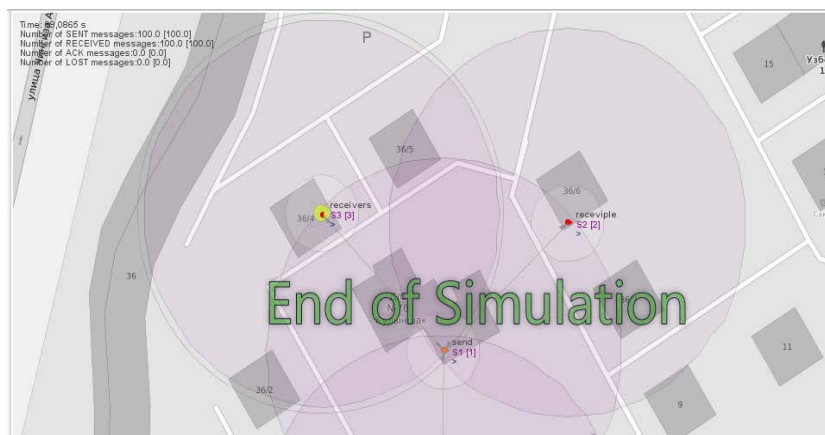 Time:
Number of SENT messages:100.0 [100.0]
Number of RECEIVED messages:100.0 [100.0]
Number of ACK messages:0.0 [0.0]
Number of LOST messages:0.0 [0.0]
P
улица
15
36/5
36/6
receivers
36/4
S3 [3]
>
receviple
S2 [2]
>
36
End of Simulation
send
S1 [1]
>
11
36/2
9